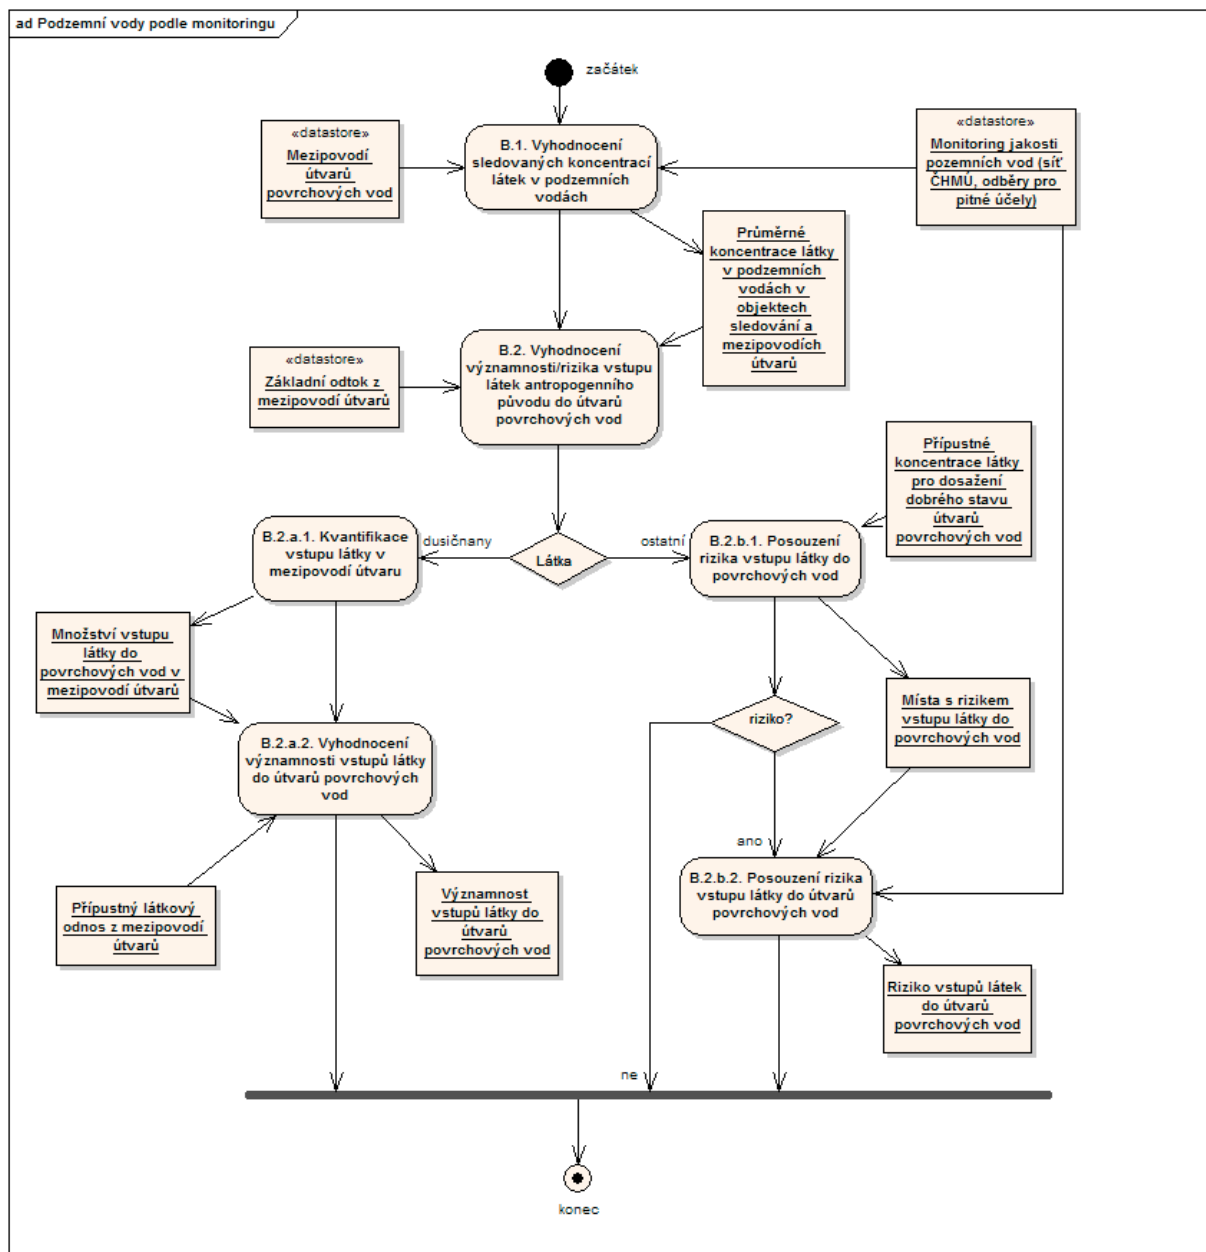 ad Podzemní vody podle monitoringu
začátek
«datastore»
Mezipovodí
útvarů
povrchových vod
B.1. Vyhodnocení
sledovaných koncentrací
látek v podzemních
vodách
«datastore»
Monitoring jakosti
pozemních vod (síť
ČHMÚ, odběry pro
pitné účely)
Průměrné
koncentrace látky
v podzemních
vodách v
objektech
sledování a
mezipovodích
útvarů
«datastore»
Základní odtok z
mezipovodí útvarů
B.2. Vyhodnocení
významnosti/rizika vstupu
látek antropogenního
původu do útvarů
povrchových vod
Přípustné
koncentrace látky
pro dosažení
dobrého stavu
útvarů
povrchových vod
B.2.a.1. Kvantifikace
vstupu látky v
mezipovodí útvaru
dusičnany
Látka
ostatní
B.2.b.1. Posouzení
rizika vstupu látky do
povrchových vod
Množství vstupu
látky do
povrchových vod v
mezipovodí útvarů
B.2.a.2. Vyhodnocení
významnosti vstupů látky
do útvarů povrchových
vod
riziko?
Místa s rizikem
vstupu látky do
povrchových vod
ano
B.2.b.2. Posouzení rizika
vstupu látky do útvarů
povrchových vod
Přípustný látkový
odnos z mezipovodí
útvarů
Významnost
vstupů látky do
útvarů
povrchových vod
Riziko vstupů látek
do útvarů
povrchových vod
ne
konec